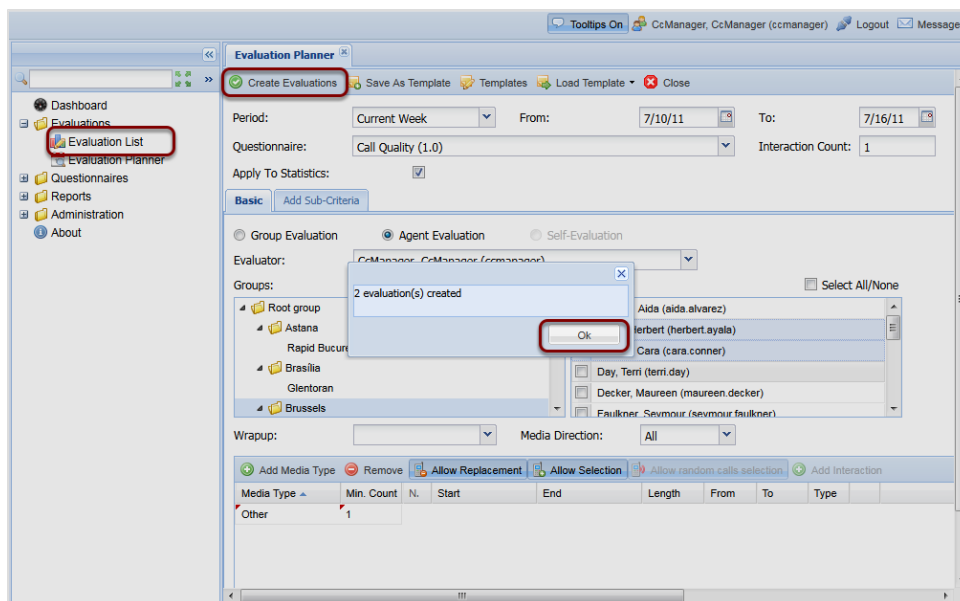 Tooltips On CcManager, CcManager (ccmanager) Logout Message
Evaluation Planner
Create Evaluations Save As Template Templates Load Template Close
Dashboard
Evaluations
Evaluation List
Evaluation Planner
Questionnaires
Reports
Administration
About
Period: Current Week From: 7/10/11 To: 7/16/11
Questionnaire: Call Quality (1.0) Interaction Count: 1
Apply To Statistics:
Basic Add Sub-Criteria
Group Evaluation Agent Evaluation Self-Evaluation
Evaluator: CcManager, CcManager (ccmanager)
Groups: Select All/None
2 evaluation(s) created
Ok
Root group
Astana
Rapid Bucure
Brasília
Glentoran
Brussels
Aida (aida.alvarez)
erbert (herbert.ayala)
Cara (cara.conner)
Day, Terri (terri.day)
Decker, Maureen (maureen.decker)
Faulkner, Seymour (seymour.faulkner)
Wrapup: Media Direction: All
Add Media Type Remove Allow Replacement Allow Selection Allow random calls selection Add Interaction
Media Type Min. Count N. Start End Length From To Type
Other 1